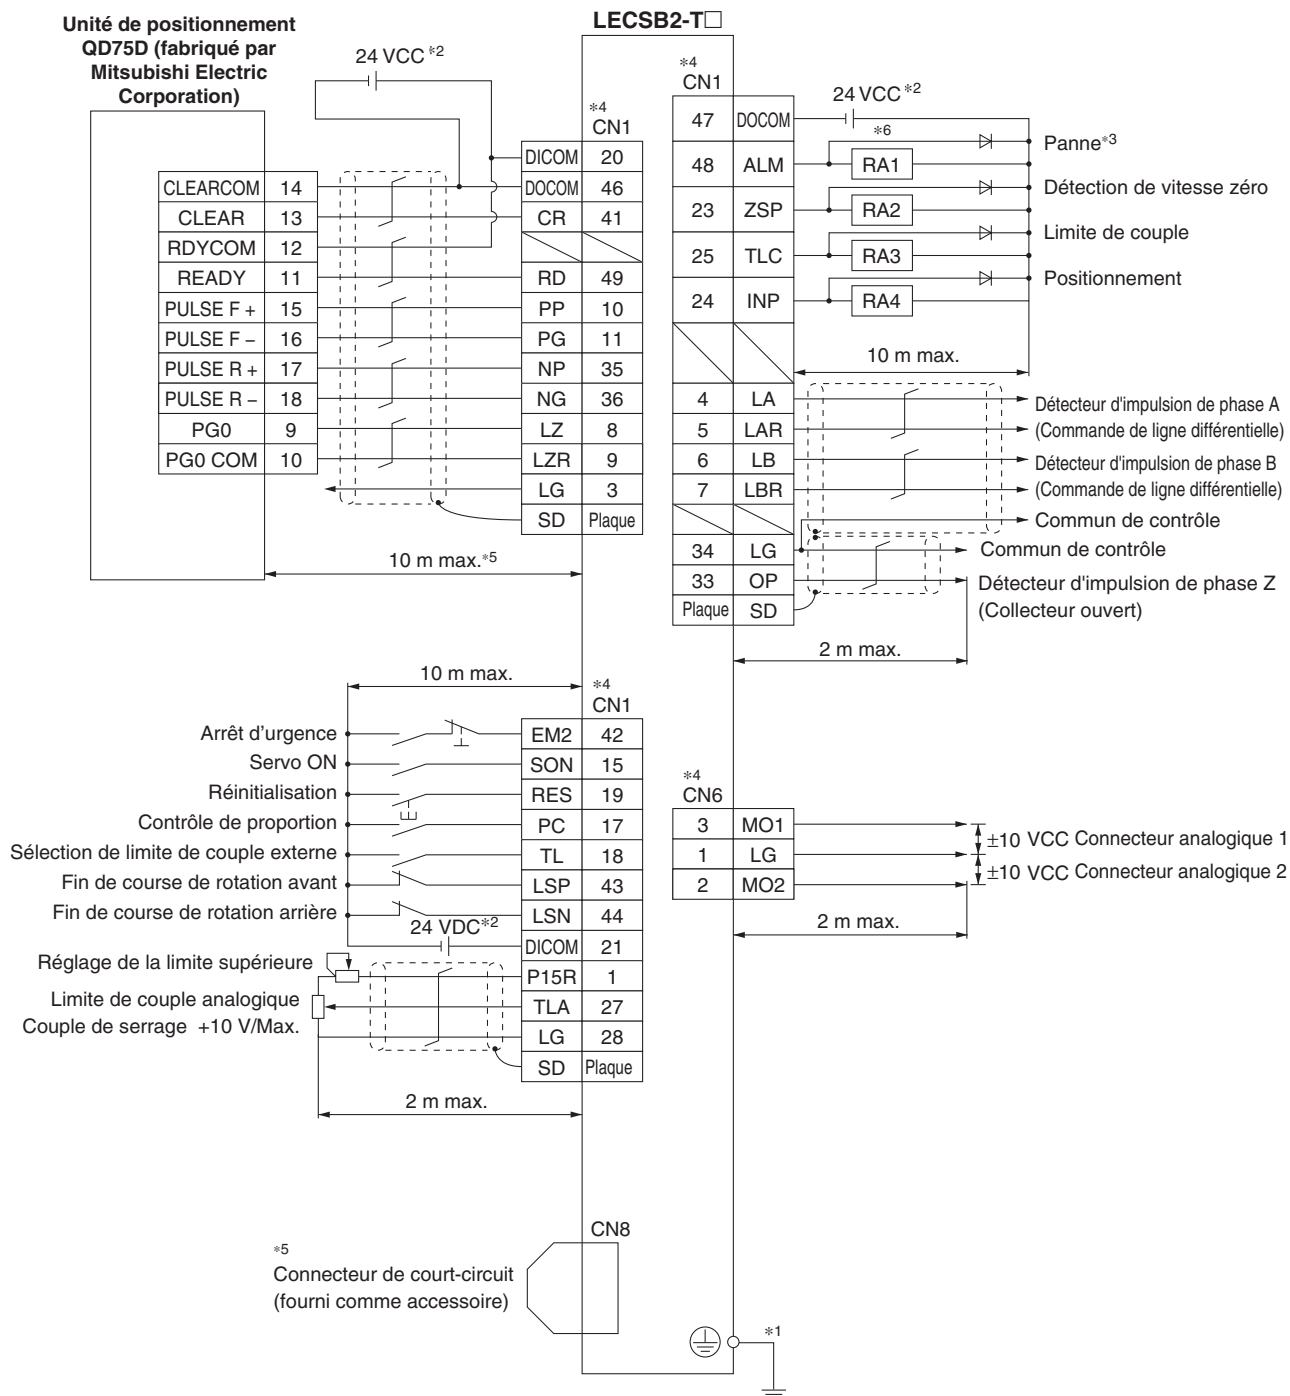 LECSB2-T□
Unité de positionnement
QD75D (fabriqué par
Mitsubishi Electric
Corporation)
24 VCC *2
*4
CN1
DICOM 20
CLEARCOM 14 DOCOM 46
CLEAR 13 CR 41
RDYCOM 12
READY 11 RD 49
PULSE F + 15 PP 10
PULSE F − 16 PG 11
PULSE R + 17 NP 35
PULSE R − 18 NG 36
PG0 9 LZ 8
PG0 COM 10 LZR 9
LG 3
SD Plaque
10 m max.*5
*4
CN1
24 VCC *2
47 DOCOM
*6
48 ALM RA1 Panne*3
23 ZSP RA2 Détection de vitesse zéro
25 TLC RA3 Limite de couple
24 INP RA4 Positionnement
10 m max.
4 LA Détecteur d'impulsion de phase A
5 LAR (Commande de ligne différentielle)
6 LB Détecteur d'impulsion de phase B
7 LBR (Commande de ligne différentielle)
Commun de contrôle
34 LG Commun de contrôle
33 OP Détecteur d'impulsion de phase Z
Plaque SD (Collecteur ouvert)
2 m max.
10 m max.
*4
CN1
Arrêt d’urgence EM2 42
Servo ON SON 15
Réinitialisation RES 19
Contrôle de proportion PC 17
Sélection de limite de couple externe TL 18
Fin de course de rotation avant LSP 43
Fin de course de rotation arrière LSN 44
24 VDC*2
DICOM 21
Réglage de la limite supérieure P15R 1
Limite de couple analogique TLA 27
Couple de serrage +10 V/Max.
LG 28
SD Plaque
2 m max.
*4
CN6
3 MO1
±10 VCC Connecteur analogique 1
1 LG
±10 VCC Connecteur analogique 2
2 MO2
2 m max.
CN8
*5
Connecteur de court-circuit
(fourni comme accessoire)
*1